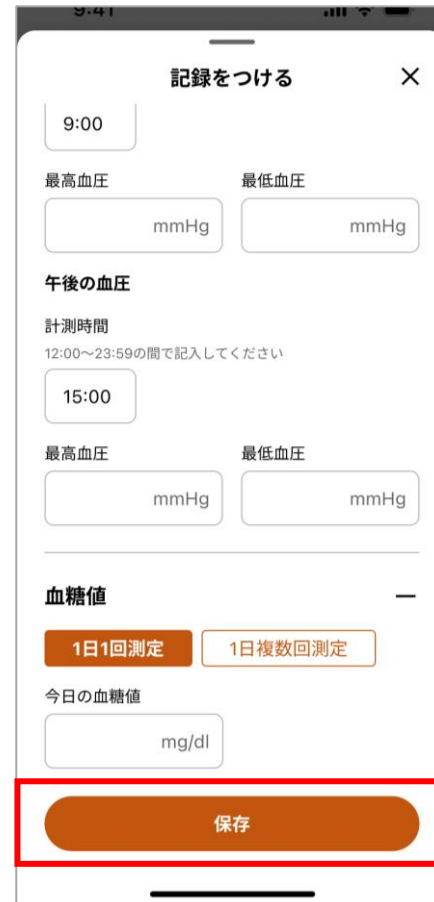 9:41
記録をつける
9:00
最高血圧 最低血圧
mmHg mmHg
午後の血圧
計測時間
12:00〜23:59の間で記入してください
15:00
最高血圧 最低血圧
mmHg mmHg
血糖値
1日1回測定 1日複数回測定
今日の血糖値
mg/dl
保存